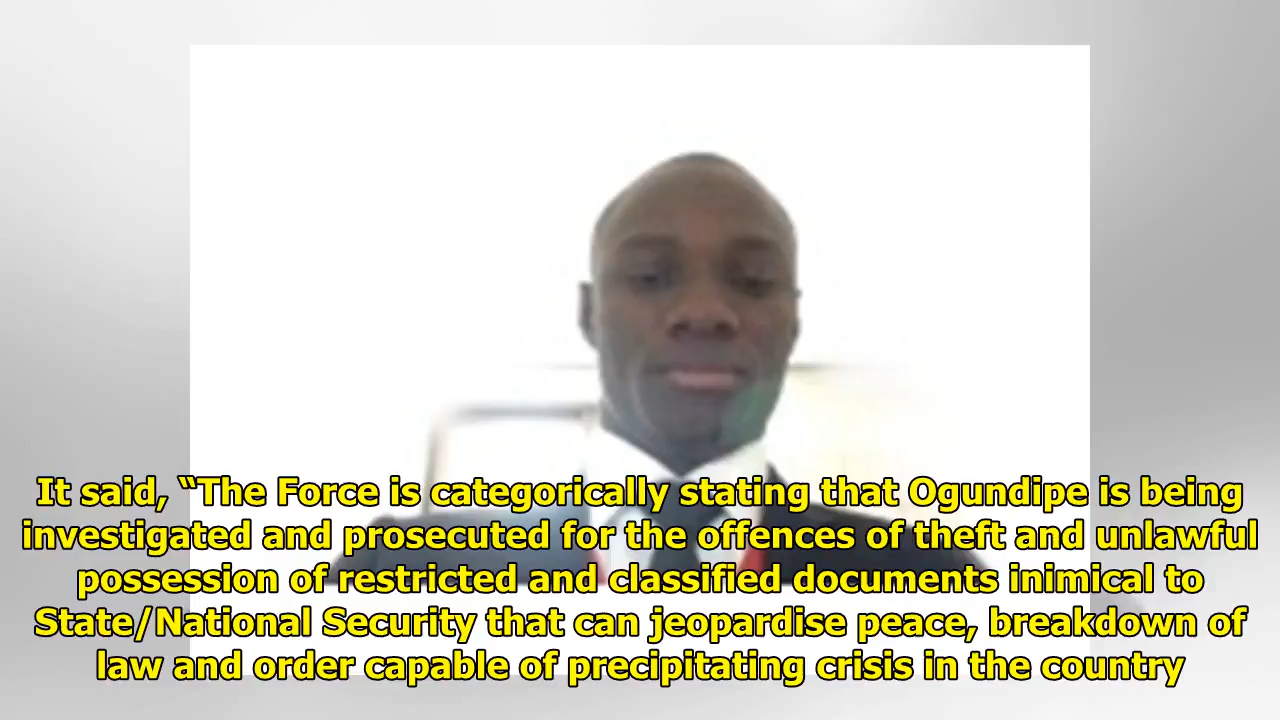 It said, “The Force is categorically stating that Ogundipe is being
investigated and prosecuted for the offences of theft and unlawful
possession of restricted and classified documents inimical to
State/National Security that can jeopardise peace, breakdown of
law and order capable of precipitating crisis in the country